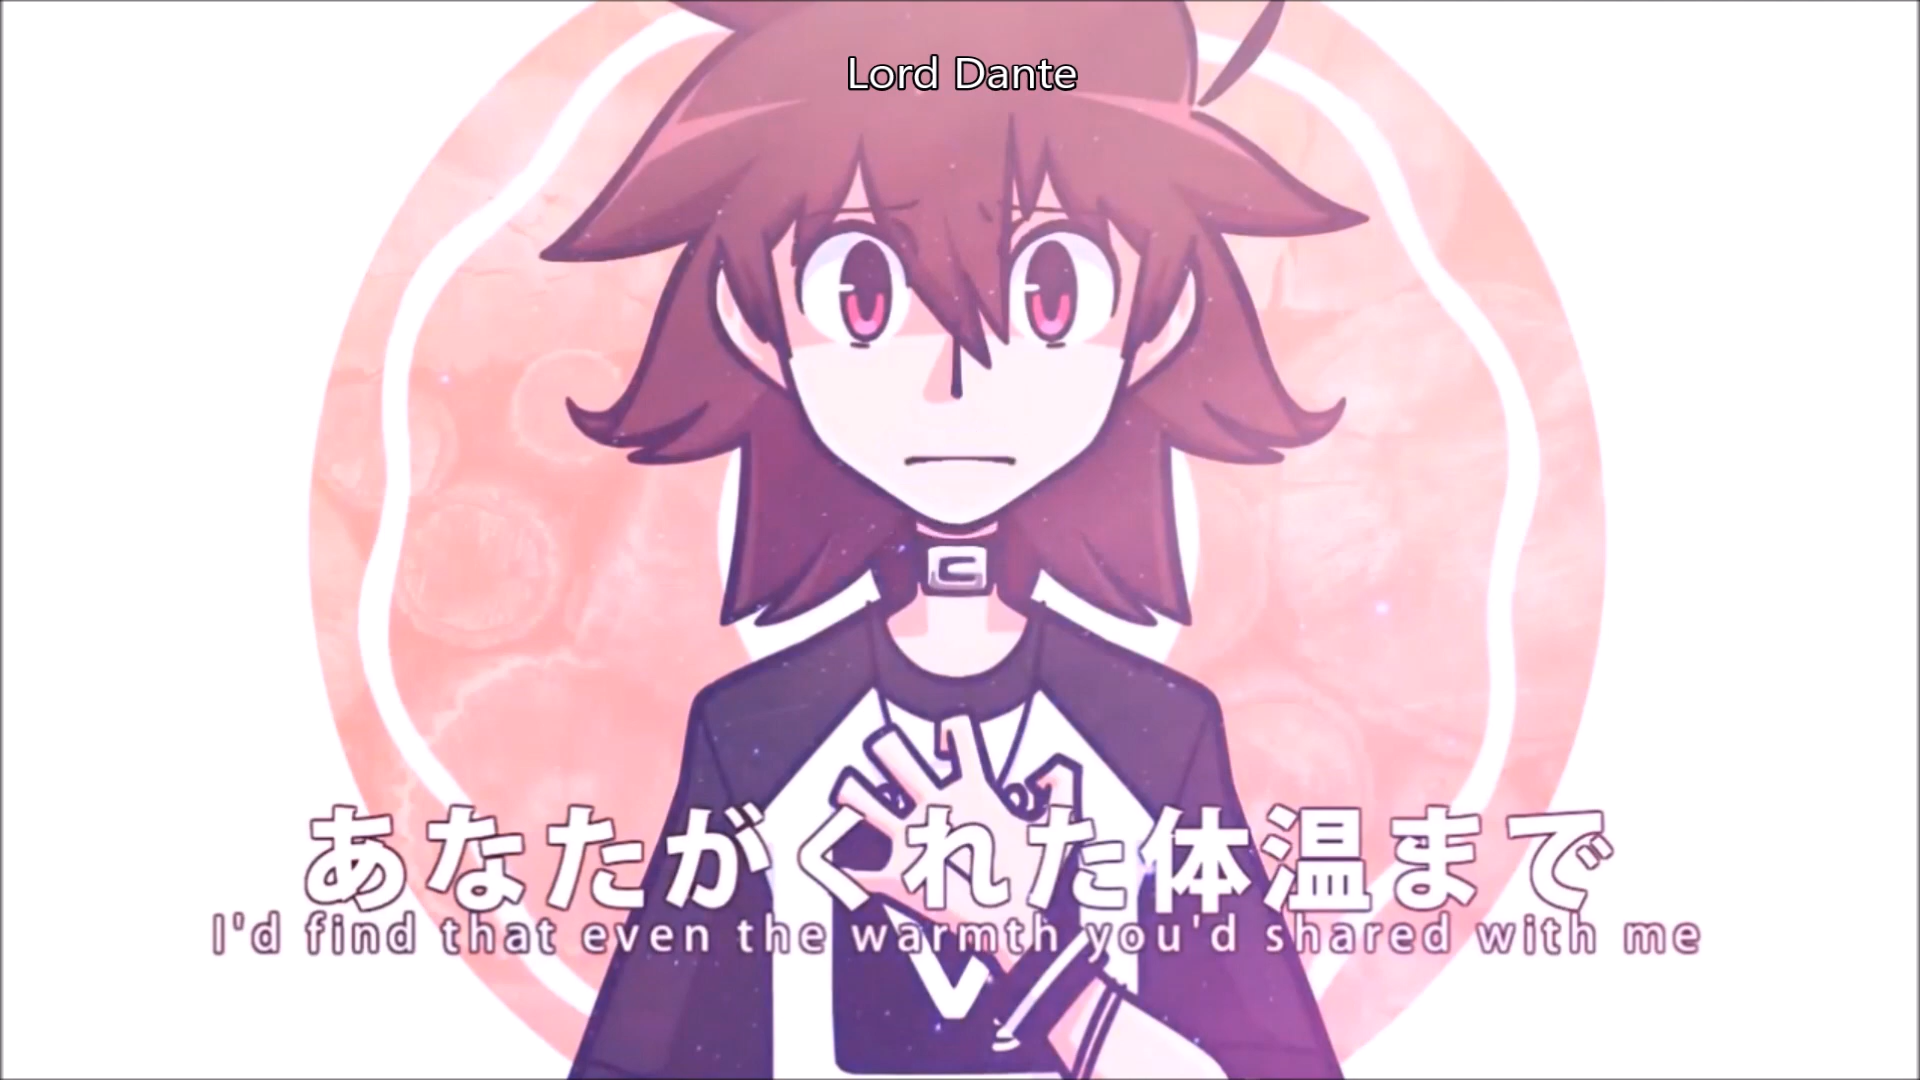 Lord Dante
あなたがくれた体温まで
I'd find that even the warmth you'd shared with me